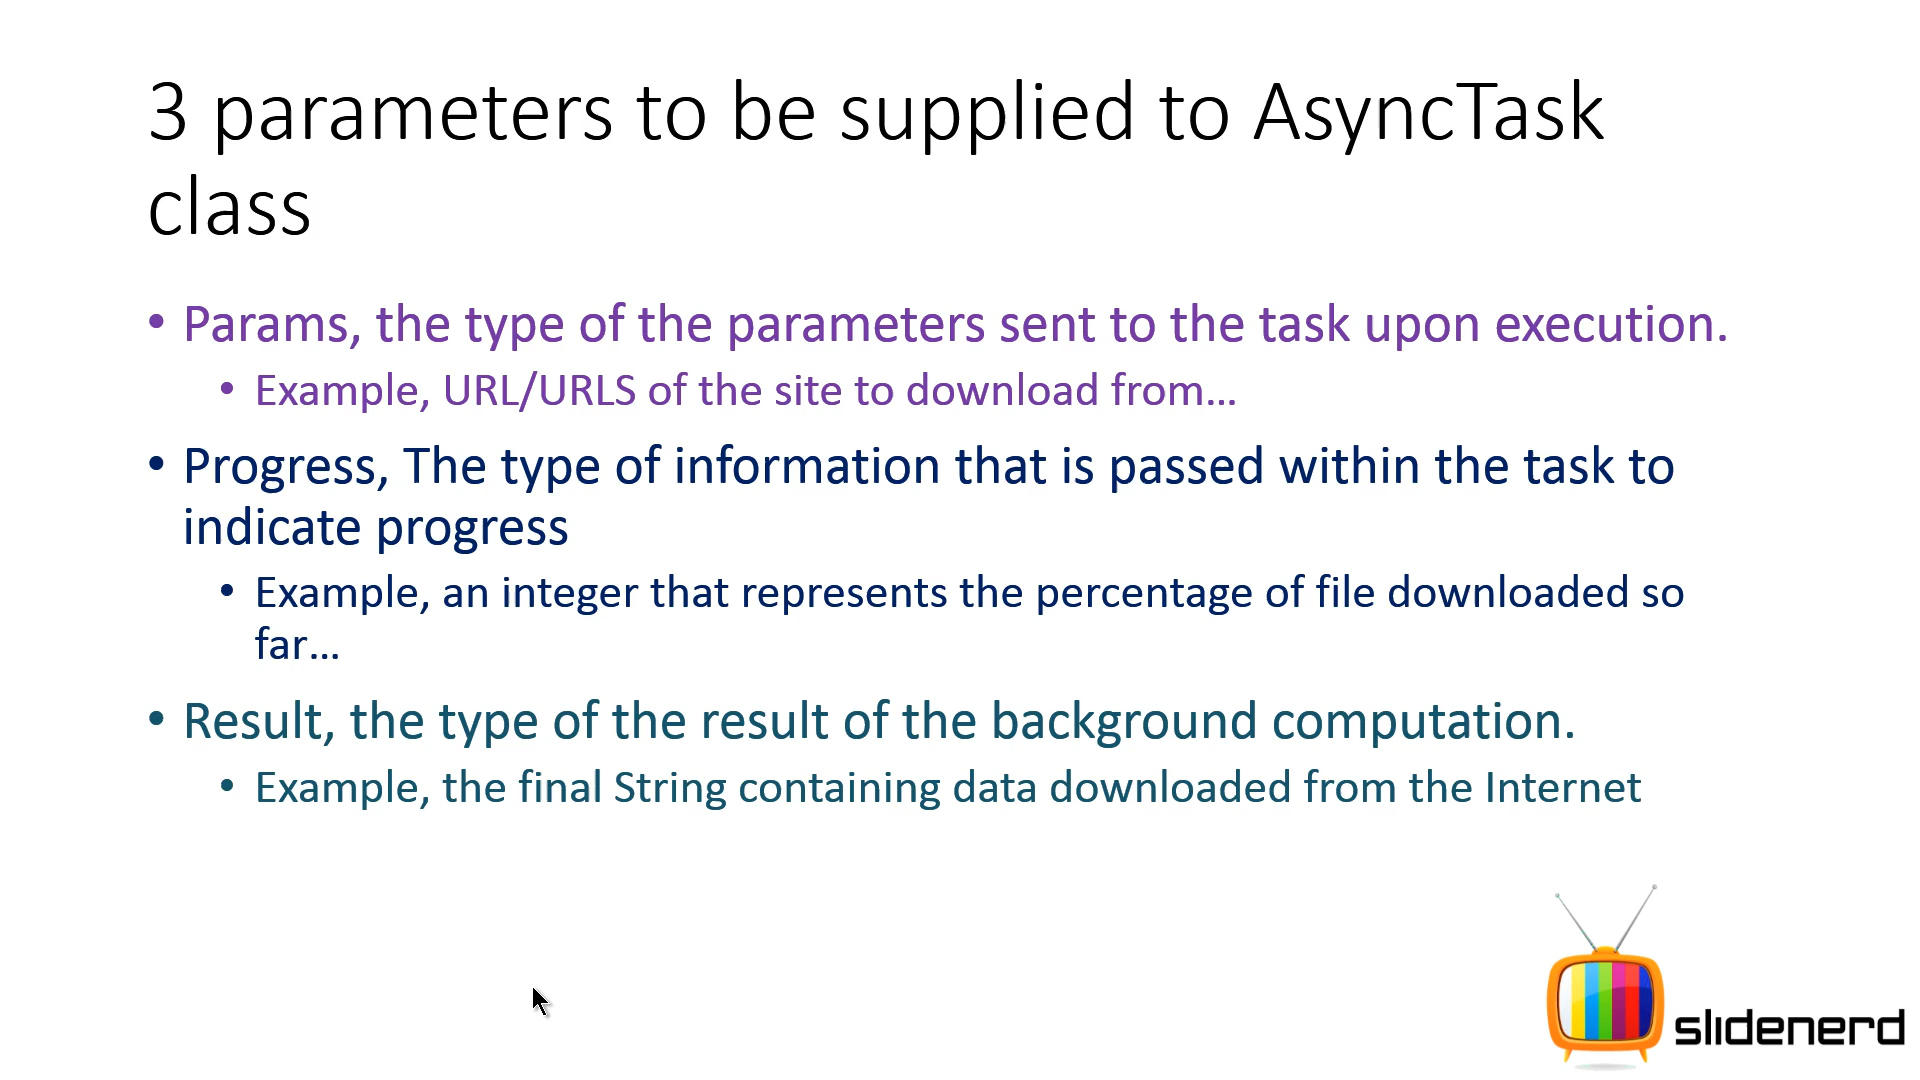 3 parameters to be supplied to AsyncTask
class
• Params, the type of the parameters sent to the task upon execution.
• Example, URL/URLS of the site to download from…
• Progress, The type of information that is passed within the task to
indicate progress
• Example, an integer that represents the percentage of file downloaded so
far…
• Result, the type of the result of the background computation.
• Example, the final String containing data downloaded from the Internet
slidenerd